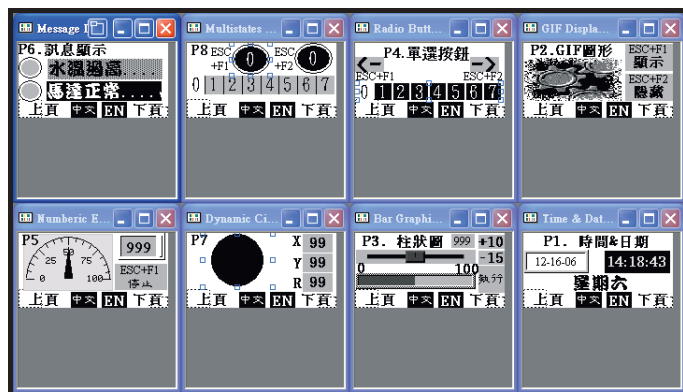 Message D
P6.訊息顯示
水溫過高....
馬達正常....
上頁 中文 EN 下頁
Multistates ...
P8 ESC+F1 0 ESC+F2 0
0 1 2 3 4 5 6 7
上頁 中文 EN 下頁
Radio Butt...
P4.單選按鈕
<- ->
ESC+F1 ESC+F2
0 1 2 3 4 5 6 7
上頁 中文 EN 下頁
GIF Displa...
P2.GIF圖形 ESC+F1
顯示
ESC+F2
隱藏
上頁 中文 EN 下頁
Numberic E...
P5 999
0 25 50 75 100
ESC+F1
停止
上頁 中文 EN 下頁
Dynamic Ci...
P7 X 99
Y 99
R 99
上頁 中文 EN 下頁
Bar Graphi...
P3. 柱狀圖 999 +10
-15
0 100
執行
上頁 中文 EN 下頁
Time & Dat...
P1. 時間&日期
12-16-06 14:18:43
星期六
上頁 中文 EN 下頁